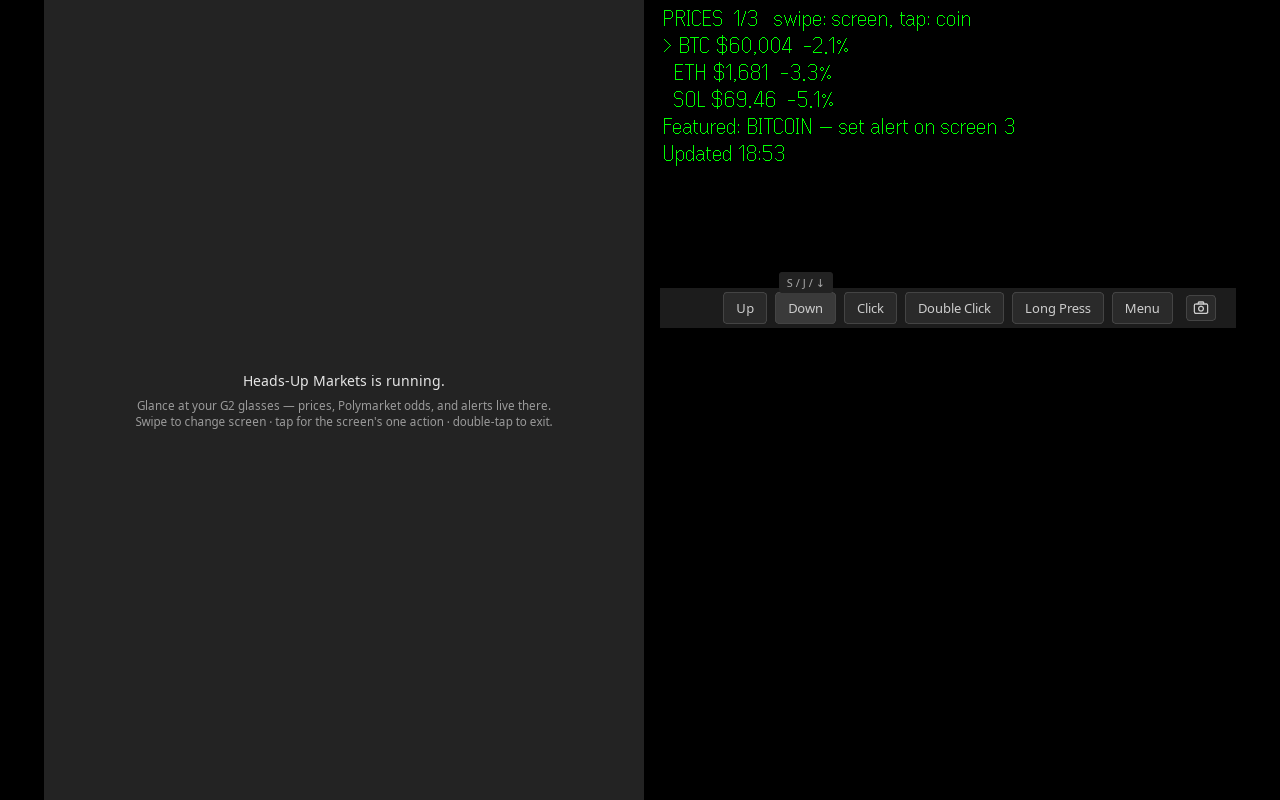 PRICES 1/3 swipe: screen, tap: coin
> BTC $60,004 -2.1%
ETH $1,681 -3.3%
SOL $69.46 -5.1%
Featured: BITCOIN — set alert on screen 3
Updated 18:53
S / J / ↓
Up Down Click Double Click Long Press Menu
Heads-Up Markets is running.
Glance at your G2 glasses — prices, Polymarket odds, and alerts live there.
Swipe to change screen · tap for the screen's one action · double-tap to exit.